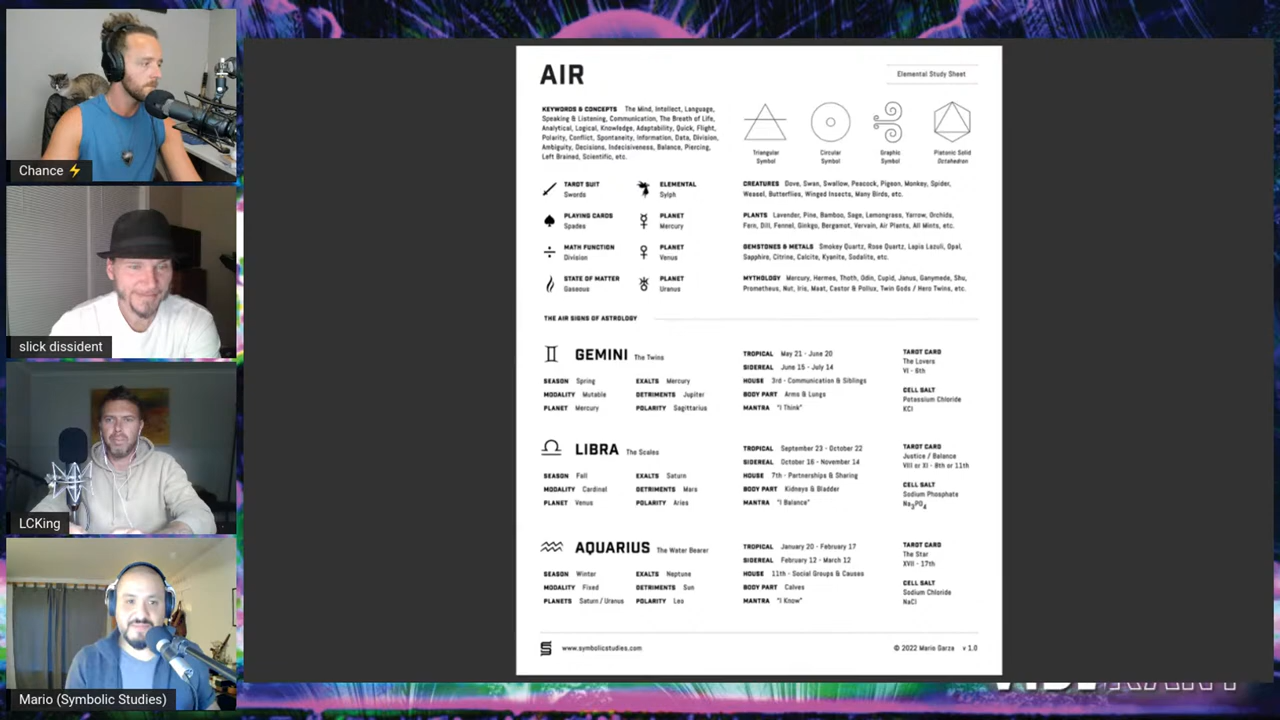 Chance ⚡
slick dissident
LCKing
Mario (Symbolic Studies)
AIR
Elemental Study Sheet
KEYWORDS & CONCEPTS The Mind, Intellect, Language,
Speaking & Listening, Communication, The Breath of Life,
Analytical, Logical, Knowledge, Adaptability, Quick, Flight,
Polarity, Conflict, Spontaneity, Information, Data, Division,
Ambiguity, Decisions, Indecisiveness, Balance, Piercing,
Left Brained, Scientific, etc.
Triangular
Symbol
Circular
Symbol
Graphic
Symbol
Platonic Solid
Octahedron
TAROT SUIT
Swords
ELEMENTAL
Sylph
PLAYING CARDS
Spades
PLANET
Mercury
MATH FUNCTION
Division
PLANET
Venus
STATE OF MATTER
Gaseous
PLANET
Uranus
CREATURES Dove, Swan, Swallow, Peacock, Pigeon, Monkey, Spider,
Weasel, Butterflies, Winged Insects, Many Birds, etc.
PLANTS Lavender, Pine, Bamboo, Sage, Lemongrass, Yarrow, Orchids,
Fern, Dill, Fennel, Ginkgo, Bergamot, Vervain, Air Plants, All Mints, etc.
GEMSTONES & METALS Smokey Quartz, Rose Quartz, Lapis Lazuli, Opal,
Sapphire, Citrine, Calcite, Kyanite, Sodalite, etc.
MYTHOLOGY Mercury, Hermes, Thoth, Odin, Cupid, Janus, Ganymede, Shu,
Prometheus, Nut, Iris, Maat, Castor & Pollux, Twin Gods / Hero Twins, etc.
THE AIR SIGNS OF ASTROLOGY
GEMINI The Twins
SEASON Spring
EXALTS Mercury
MODALITY Mutable
DETRIMENTS Jupiter
PLANET Mercury
POLARITY Sagittarius
TROPICAL May 21 - June 20
SIDEREAL June 15 - July 14
HOUSE 3rd - Communication & Siblings
BODY PART Arms & Lungs
MANTRA "I Think"
TAROT CARD
The Lovers
VI - 6th
CELL SALT
Potassium Chloride
KCl
LIBRA The Scales
SEASON Fall
EXALTS Saturn
MODALITY Cardinal
DETRIMENTS Mars
PLANET Venus
POLARITY Aries
TROPICAL September 23 - October 22
SIDEREAL October 16 - November 14
HOUSE 7th - Partnerships & Sharing
BODY PART Kidneys & Bladder
MANTRA "I Balance"
TAROT CARD
Justice / Balance
VIII or XI - 8th or 11th
CELL SALT
Sodium Phosphate
Na3PO4
AQUARIUS The Water Bearer
SEASON Winter
EXALTS Neptune
MODALITY Fixed
DETRIMENTS Sun
PLANETS Saturn / Uranus
POLARITY Leo
TROPICAL January 20 - February 17
SIDEREAL February 12 - March 12
HOUSE 11th - Social Groups & Causes
BODY PART Calves
MANTRA "I Know"
TAROT CARD
The Star
XVII - 17th
CELL SALT
Sodium Chloride
NaCl
www.symbolicstudies.com
© 2022 Mario Garza v 1.0